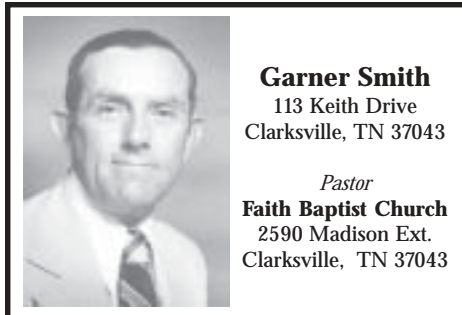 Garner Smith
113 Keith Drive
Clarksville, TN 37043
Pastor
Faith Baptist Church
2590 Madison Ext.
Clarksville, TN 37043